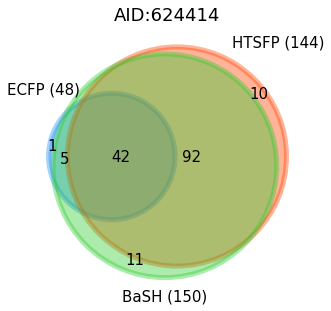 AID:624414
HTSFP (144)
ECFP (48)
10
1
5
42
92
11
BaSH (150)